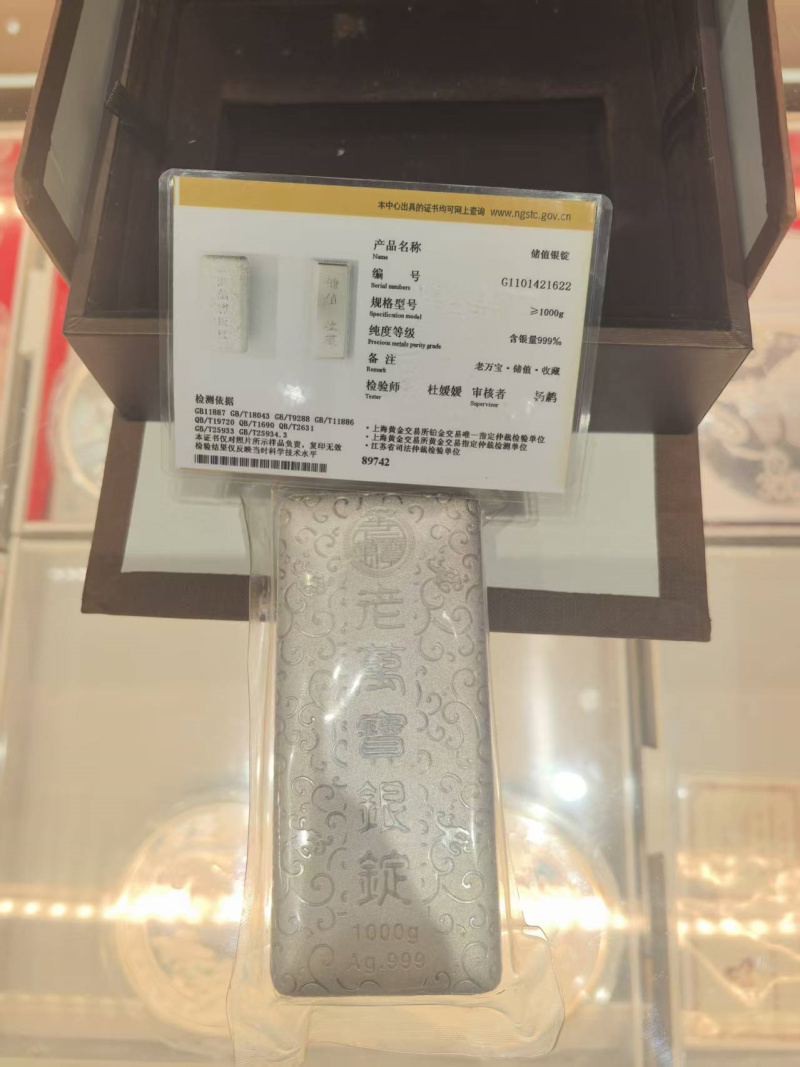 本中心出具的证书均可网上查询 www.ngstc.gov.cn
产品名称 储值银锭
Name
编 号 G1101421622
Serial numbers
规格型号 ≥1000g
Specification model
纯度等级 含银量999‰
Precious metals purity grade
备 注 老万宝·储值·收藏
Remark
检验师 杜媛媛 审核者 杨鹣
Tester Supervisor
检测依据
GB11887 GB/T18043 GB/T9288 GB/T11886
QB/T19720 QB/T1690 QB/T2631
GB/T25933 GB/T25934.3
本证书仅对照片所示样品负责，复印无效
检验结果仅反映当时科学技术水平
·上海黄金交易所铂金交易唯一指定仲裁检验单位
·上海黄金交易所黄金交易指定仲裁检测单位
·江苏省司法仲裁检验单位
89742
老萬寶銀錠
1000g
Ag.999